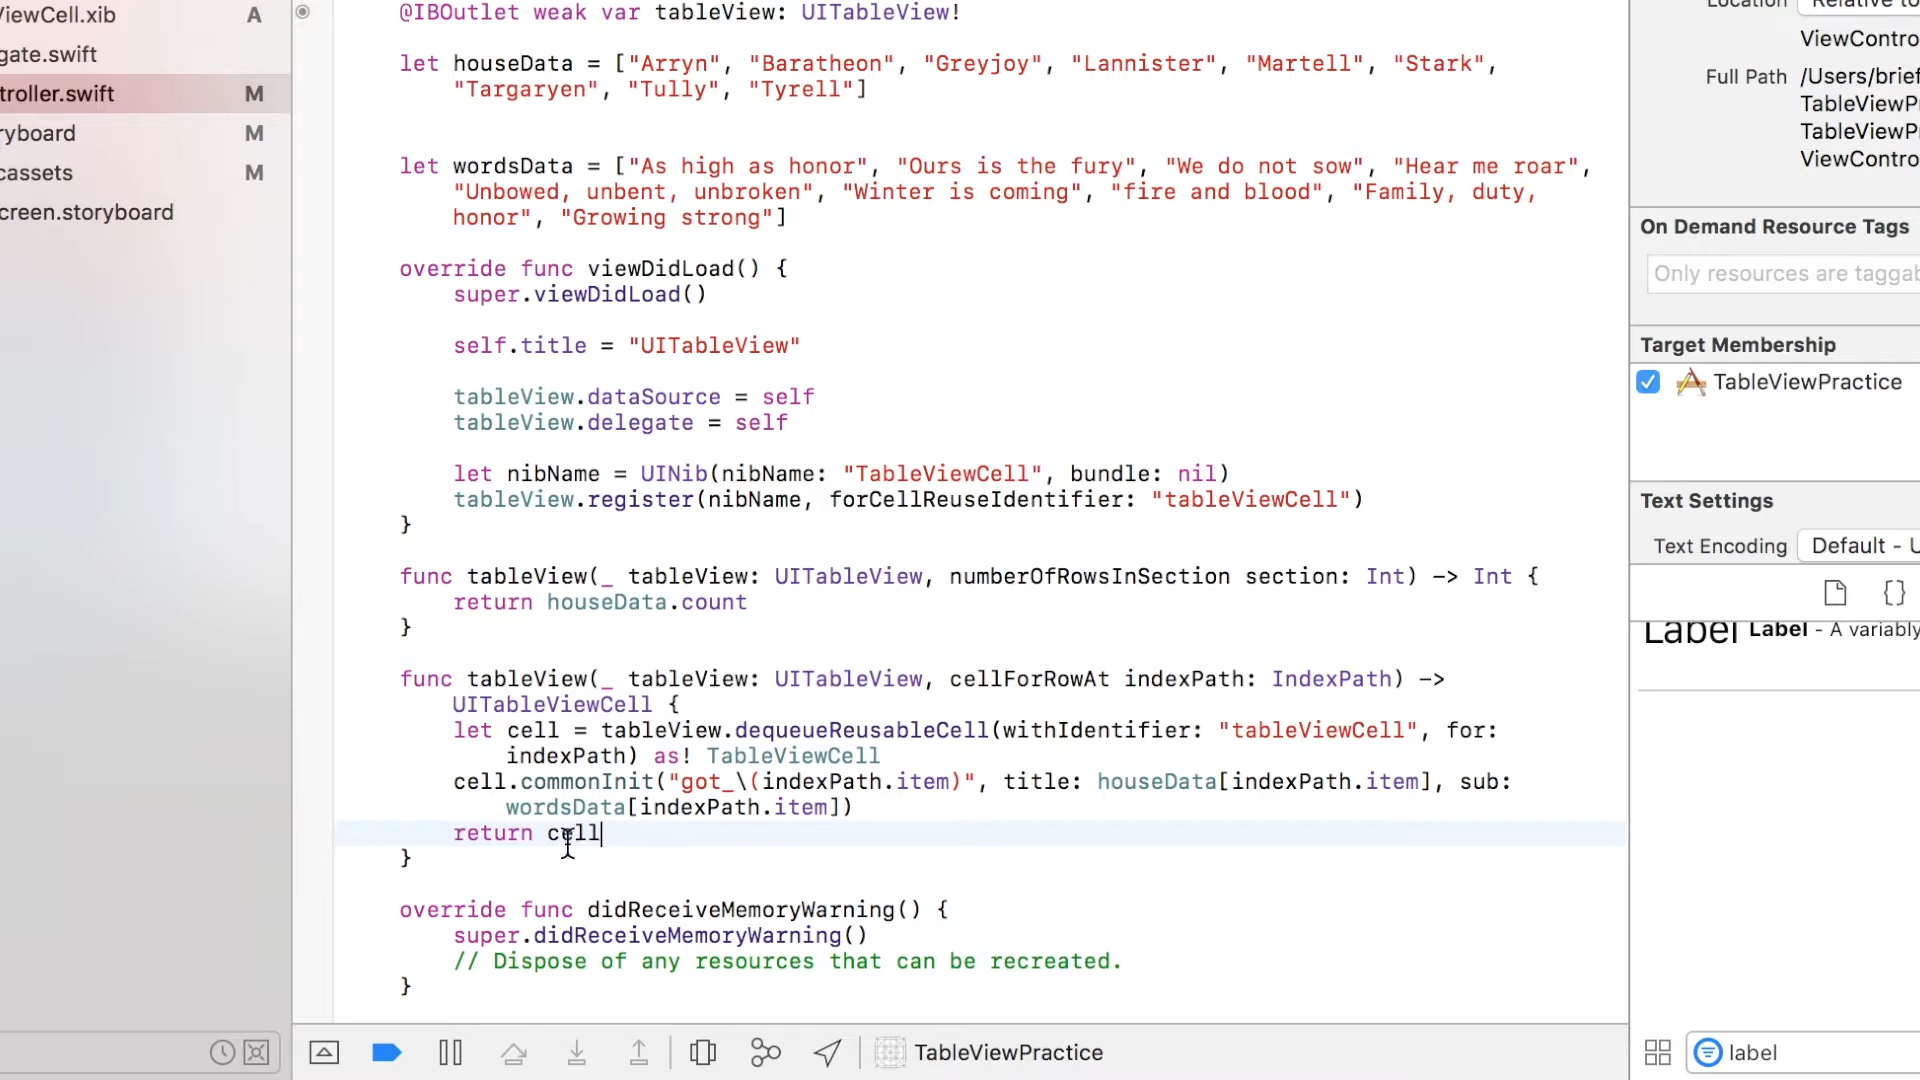 ViewCell.xib A
gate.swift
troller.swift M
ryboard M
cassets M
creen.storyboard
@IBOutlet weak var tableView: UITableView!
let houseData = ["Arryn", "Baratheon", "Greyjoy", "Lannister", "Martell", "Stark",
"Targaryen", "Tully", "Tyrell"]
let wordsData = ["As high as honor", "Ours is the fury", "We do not sow", "Hear me roar",
"Unbowed, unbent, unbroken", "Winter is coming", "fire and blood", "Family, duty,
honor", "Growing strong"]
override func viewDidLoad() {
super.viewDidLoad()
self.title = "UITableView"
tableView.dataSource = self
tableView.delegate = self
let nibName = UINib(nibName: "TableViewCell", bundle: nil)
tableView.register(nibName, forCellReuseIdentifier: "tableViewCell")
}
func tableView(_ tableView: UITableView, numberOfRowsInSection section: Int) -> Int {
return houseData.count
}
func tableView(_ tableView: UITableView, cellForRowAt indexPath: IndexPath) ->
UITableViewCell {
let cell = tableView.dequeueReusableCell(withIdentifier: "tableViewCell", for:
indexPath) as! TableViewCell
cell.commonInit("got_\(indexPath.item)", title: houseData[indexPath.item], sub:
wordsData[indexPath.item])
return cell
}
override func didReceiveMemoryWarning() {
super.didReceiveMemoryWarning()
// Dispose of any resources that can be recreated.
}
TableViewPractice
Location Relative to
ViewContro
Full Path /Users/brief
TableViewPr
TableViewPr
ViewContro
On Demand Resource Tags
Only resources are taggab
Target Membership
TableViewPractice
Text Settings
Text Encoding Default - U
{}
Label Label - A variably
label